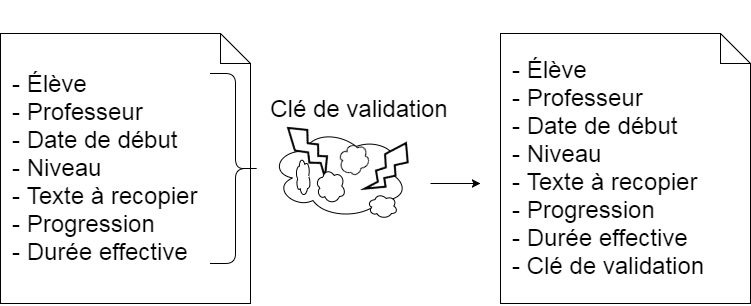 - Élève
- Professeur
- Date de début
- Niveau
- Texte à recopier
- Progression
- Durée effective
Clé de validation
- Élève
- Professeur
- Date de début
- Niveau
- Texte à recopier
- Progression
- Durée effective
- Clé de validation